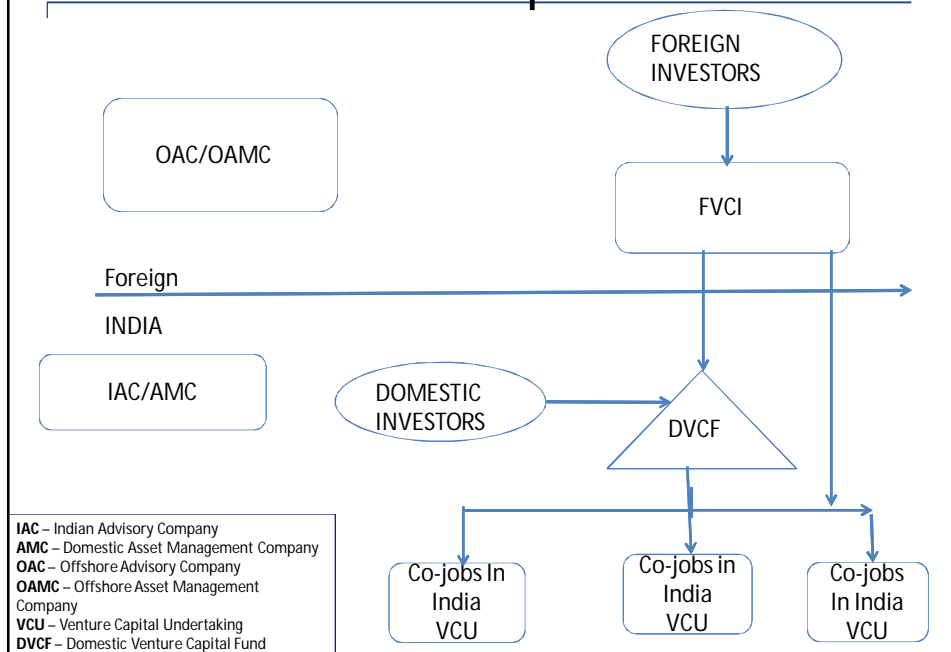 FOREIGN
INVESTORS
OAC/OAMC
FVCI
Foreign
INDIA
IAC/AMC
DOMESTIC
INVESTORS
DVCF
IAC – Indian Advisory Company
AMC – Domestic Asset Management Company
OAC – Offshore Advisory Company
OAMC – Offshore Asset Management
Company
VCU – Venture Capital Undertaking
DVCF – Domestic Venture Capital Fund
Co-jobs In
India
VCU
Co-jobs in
India
VCU
Co-jobs
In India
VCU